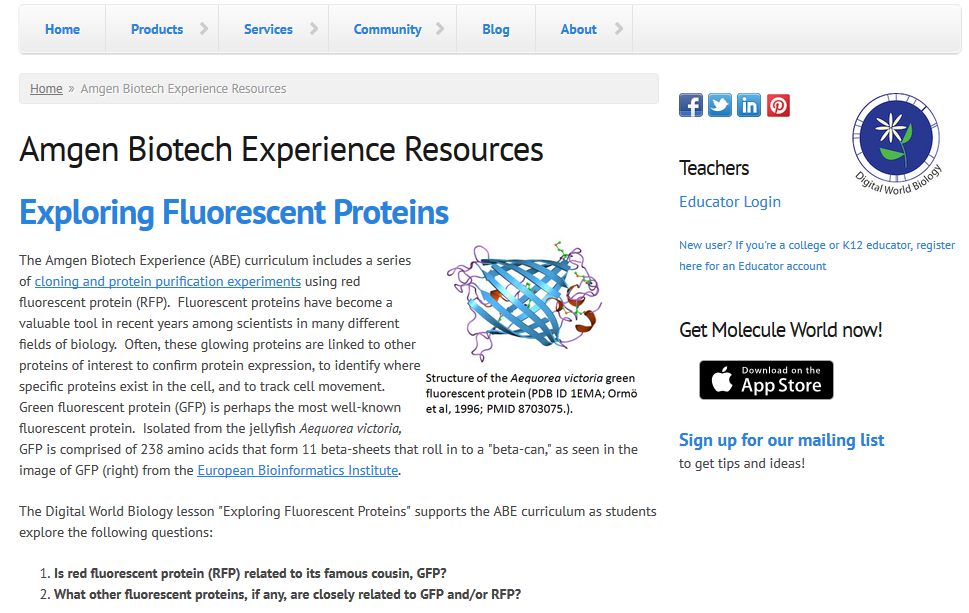 Home Products Services Community Blog About
Home » Amgen Biotech Experience Resources
Amgen Biotech Experience Resources
Exploring Fluorescent Proteins
The Amgen Biotech Experience (ABE) curriculum includes a series
of cloning and protein purification experiments using red
fluorescent protein (RFP).  Fluorescent proteins have become a
valuable tool in recent years among scientists in many different
fields of biology.  Often, these glowing proteins are linked to other
proteins of interest to confirm protein expression, to identify where
specific proteins exist in the cell, and to track cell movement.
Green fluorescent protein (GFP) is perhaps the most well-known
fluorescent protein.  Isolated from the jellyfish Aequorea victoria,
GFP is comprised of 238 amino acids that form 11 beta-sheets that roll in to a "beta-can," as seen in the
image of GFP (right) from the European Bioinformatics Institute.
Structure of the Aequorea victoria green
fluorescent protein (PDB ID 1EMA; Ormö
et al, 1996; PMID 8703075.).
The Digital World Biology lesson "Exploring Fluorescent Proteins" supports the ABE curriculum as students
explore the following questions:
1. Is red fluorescent protein (RFP) related to its famous cousin, GFP?
2. What other fluorescent proteins, if any, are closely related to GFP and/or RFP?
f in
Digital World Biology
Teachers
Educator Login
New user? If you're a college or K12 educator, register
here for an Educator account
Get Molecule World now!
Download on the
App Store
Sign up for our mailing list
to get tips and ideas!